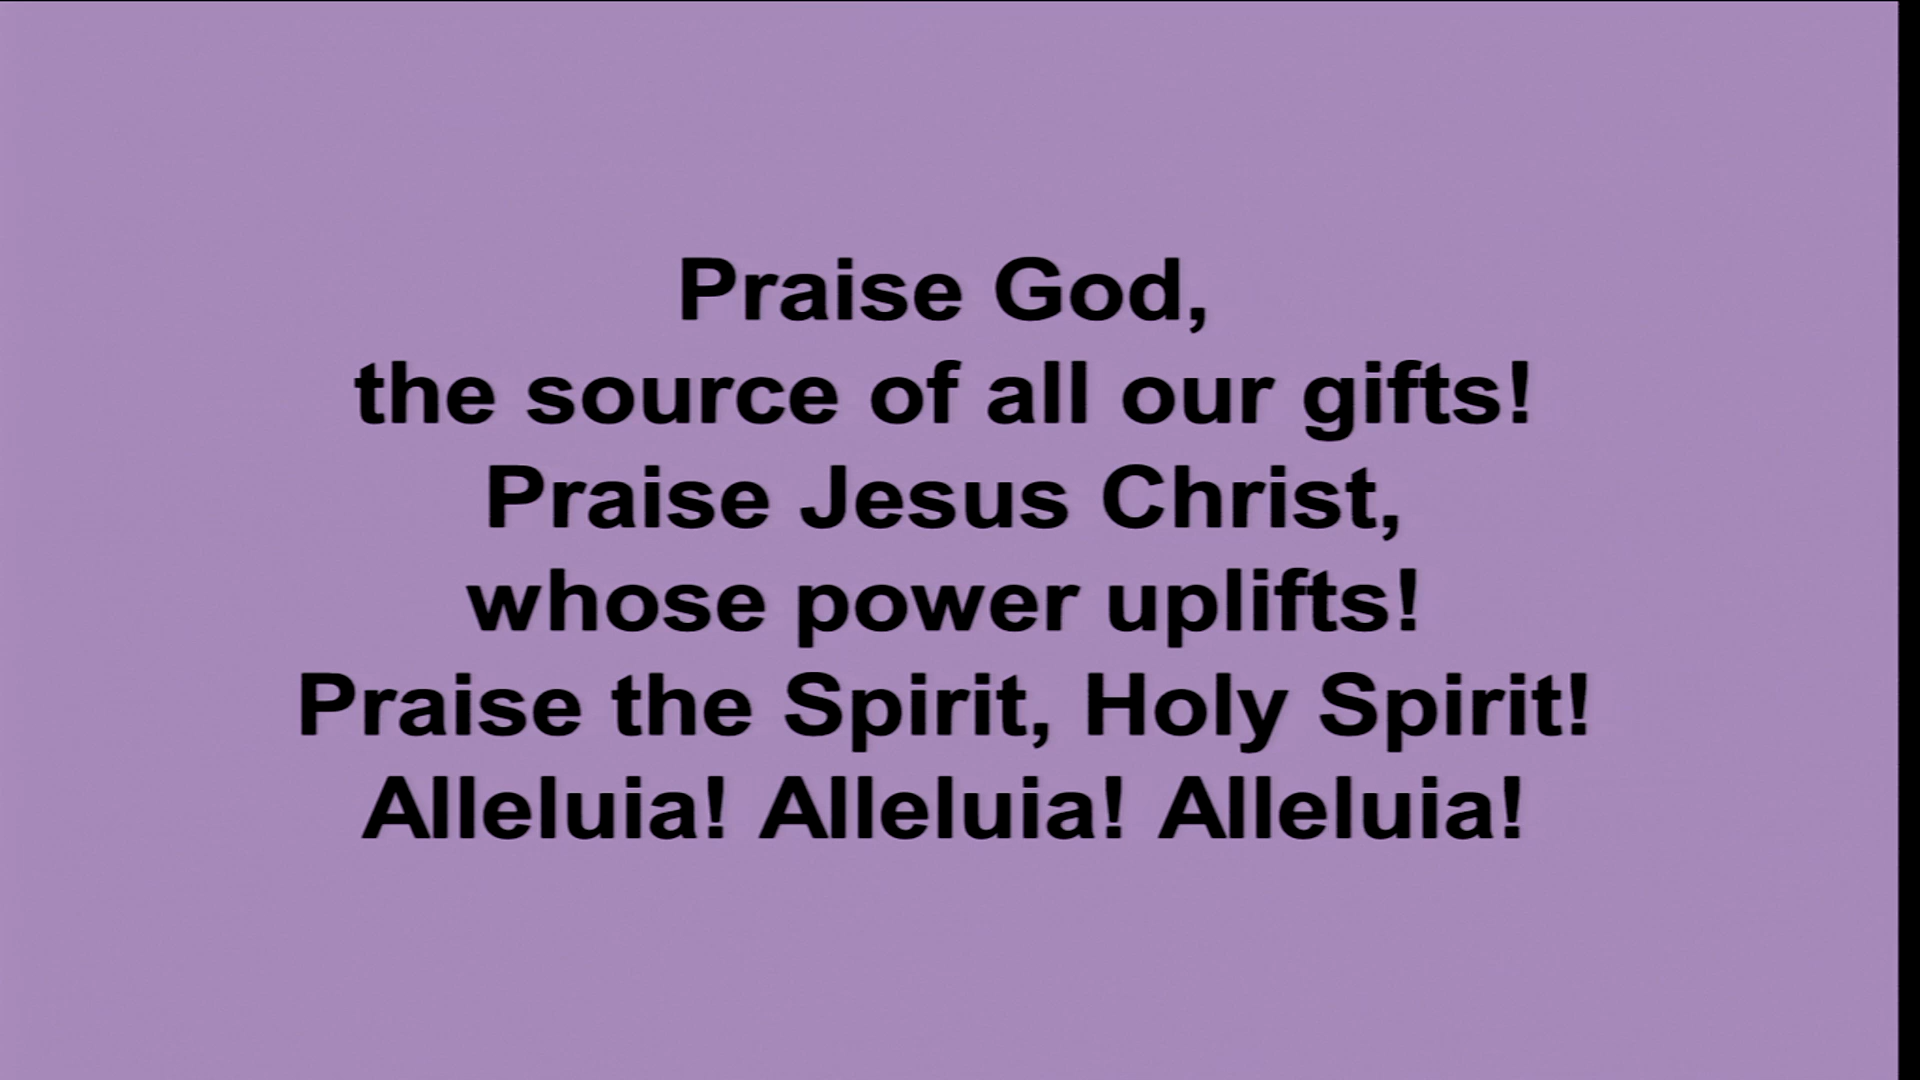 Praise God,
the source of all our gifts!
Praise Jesus Christ,
whose power uplifts!
Praise the Spirit, Holy Spirit!
Alleluia! Alleluia! Alleluia!